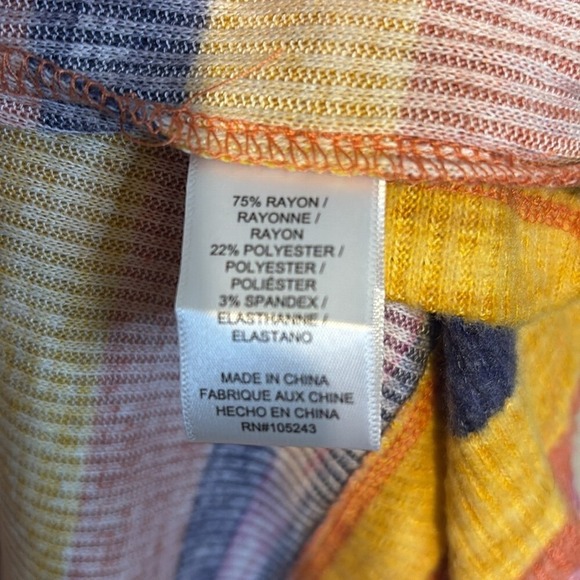 75% RAYON /
RAYONNE /
RAYON
22% POLYESTER /
POLYESTER /
POLIÉSTER
3% SPANDEX /
ELASTHANNE /
ELASTANO
MADE IN CHINA
FABRIQUE AUX CHINE
HECHO EN CHINA
RN#105243